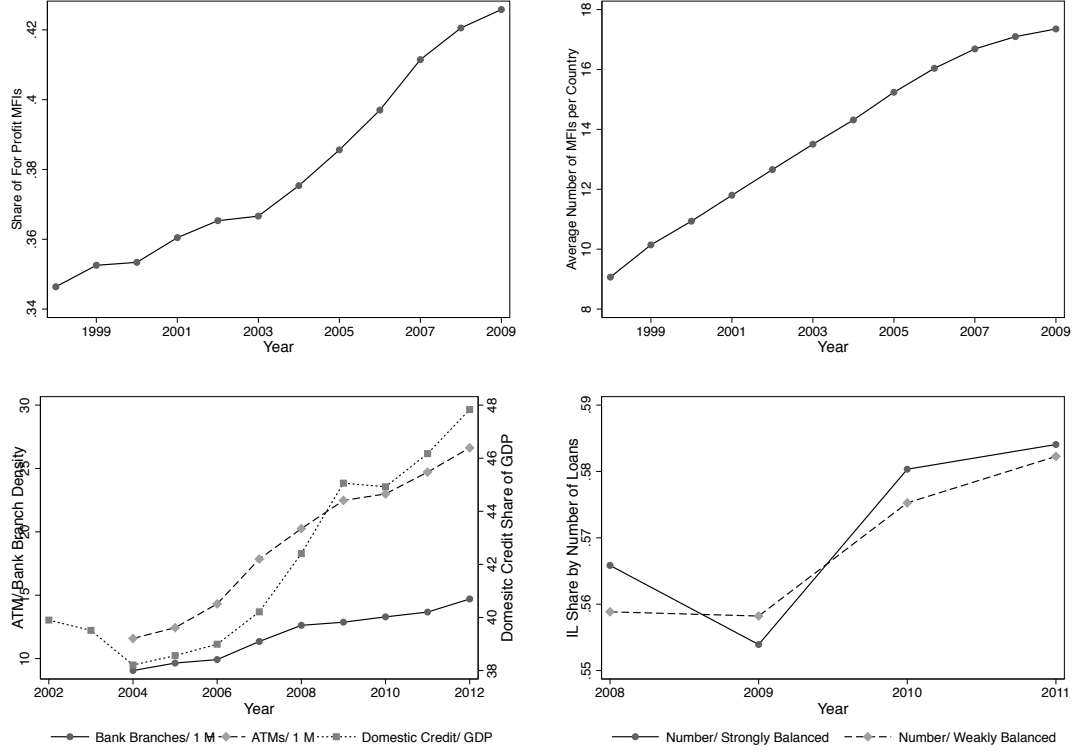 Share of For Profit MFIs
.42
.4
.38
.36
.34
1999 2001 2003 2005 2007 2009
Year
Average Number of MFIs per Country
18
16
14
12
10
8
1999 2001 2003 2005 2007 2009
Year
ATM/ Bank Branch Density
30
25
20
15
10
Domesitc Credit Share of GDP
48
46
44
42
40
38
2002 2004 2006 2008 2010 2012
Year
Bank Branches/ 1 M ATMs/ 1 M Domestic Credit/ GDP
IL Share by Number of Loans
.59
.58
.57
.56
.55
2008 2009 2010 2011
Year
Number/ Strongly Balanced Number/ Weakly Balanced